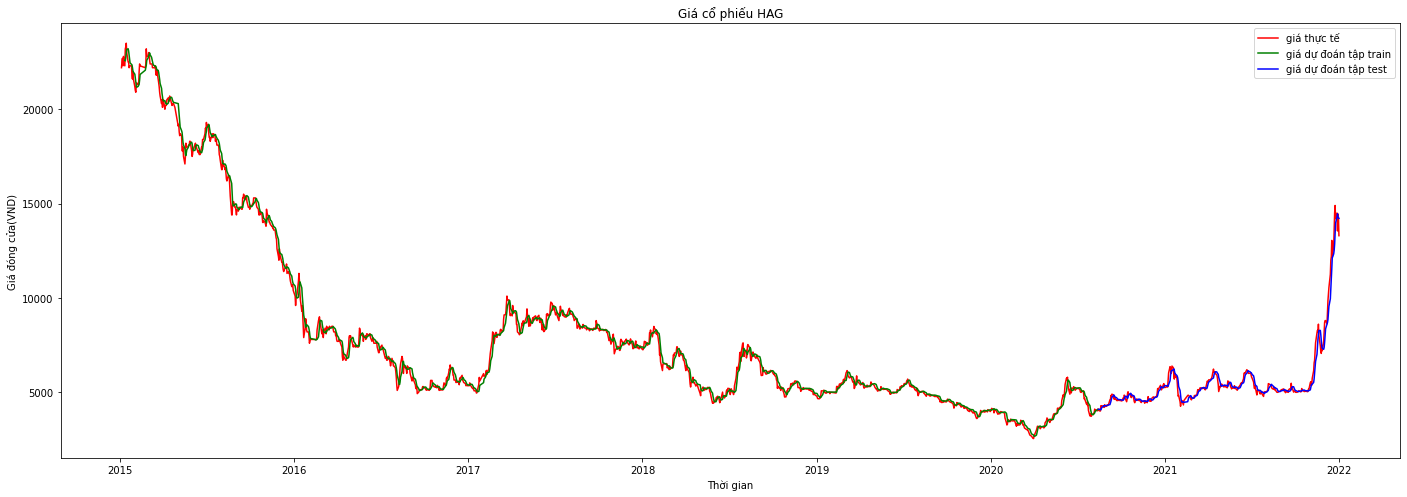 Giá cổ phiếu HAG
giá thực tế
giá dự đoán tập train
giá dự đoán tập test
Giá đóng cửa(VND)
20000
15000
10000
5000
2015 2016 2017 2018 2019 2020 2021 2022
Thời gian